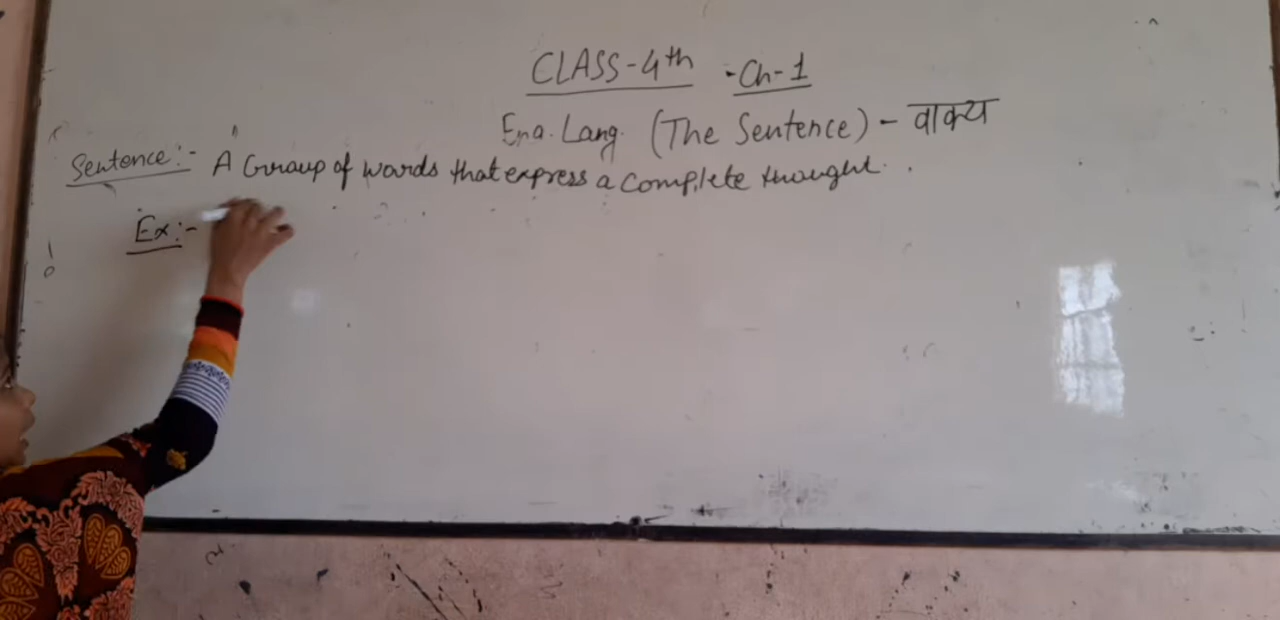 CLASS-4th - Ch-1
Eng. Lang. (The Sentence) - वाक्य
Sentence:- A Group of words that express a complete thought.
Ex:-